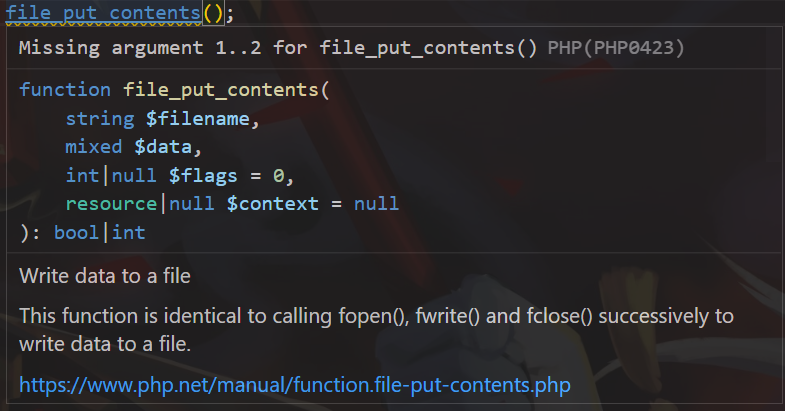 file_put_contents();
Missing argument 1..2 for file_put_contents() PHP(PHP0423)
function file_put_contents(
    string $filename,
    mixed $data,
    int|null $flags = 0,
    resource|null $context = null
): bool|int
Write data to a file
This function is identical to calling fopen(), fwrite() and fclose() successively to
write data to a file.
https://www.php.net/manual/function.file-put-contents.php